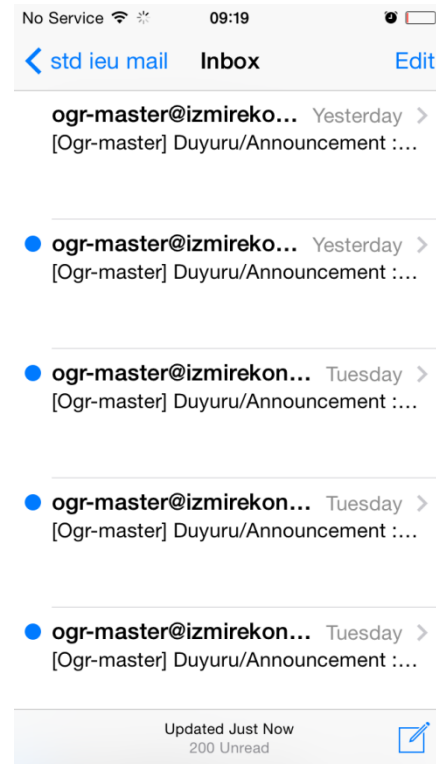 No Service 09:19
std ieu mail Inbox Edit
ogr-master@izmireko... Yesterday
[Ogr-master] Duyuru/Announcement :...
ogr-master@izmireko... Yesterday
[Ogr-master] Duyuru/Announcement :...
ogr-master@izmirekon... Tuesday
[Ogr-master] Duyuru/Announcement :...
ogr-master@izmirekon... Tuesday
[Ogr-master] Duyuru/Announcement :...
ogr-master@izmirekon... Tuesday
[Ogr-master] Duyuru/Announcement :...
Updated Just Now
200 Unread